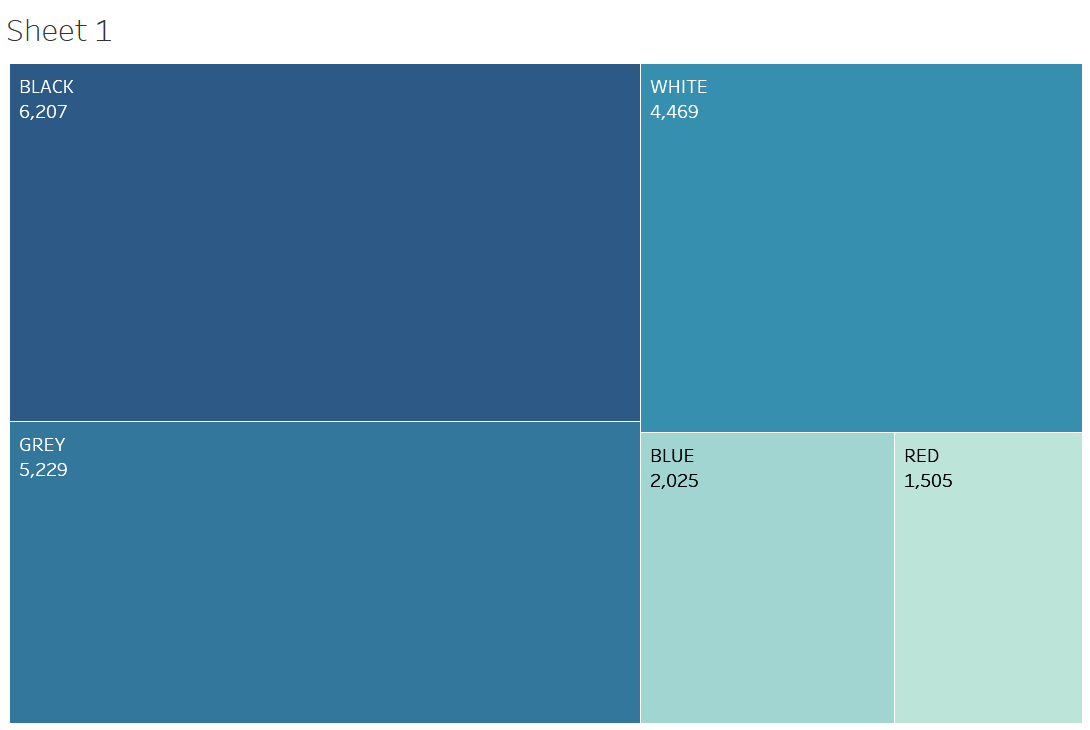 Sheet 1
BLACK
6,207
WHITE
4,469
GREY
5,229
BLUE
2,025
RED
1,505